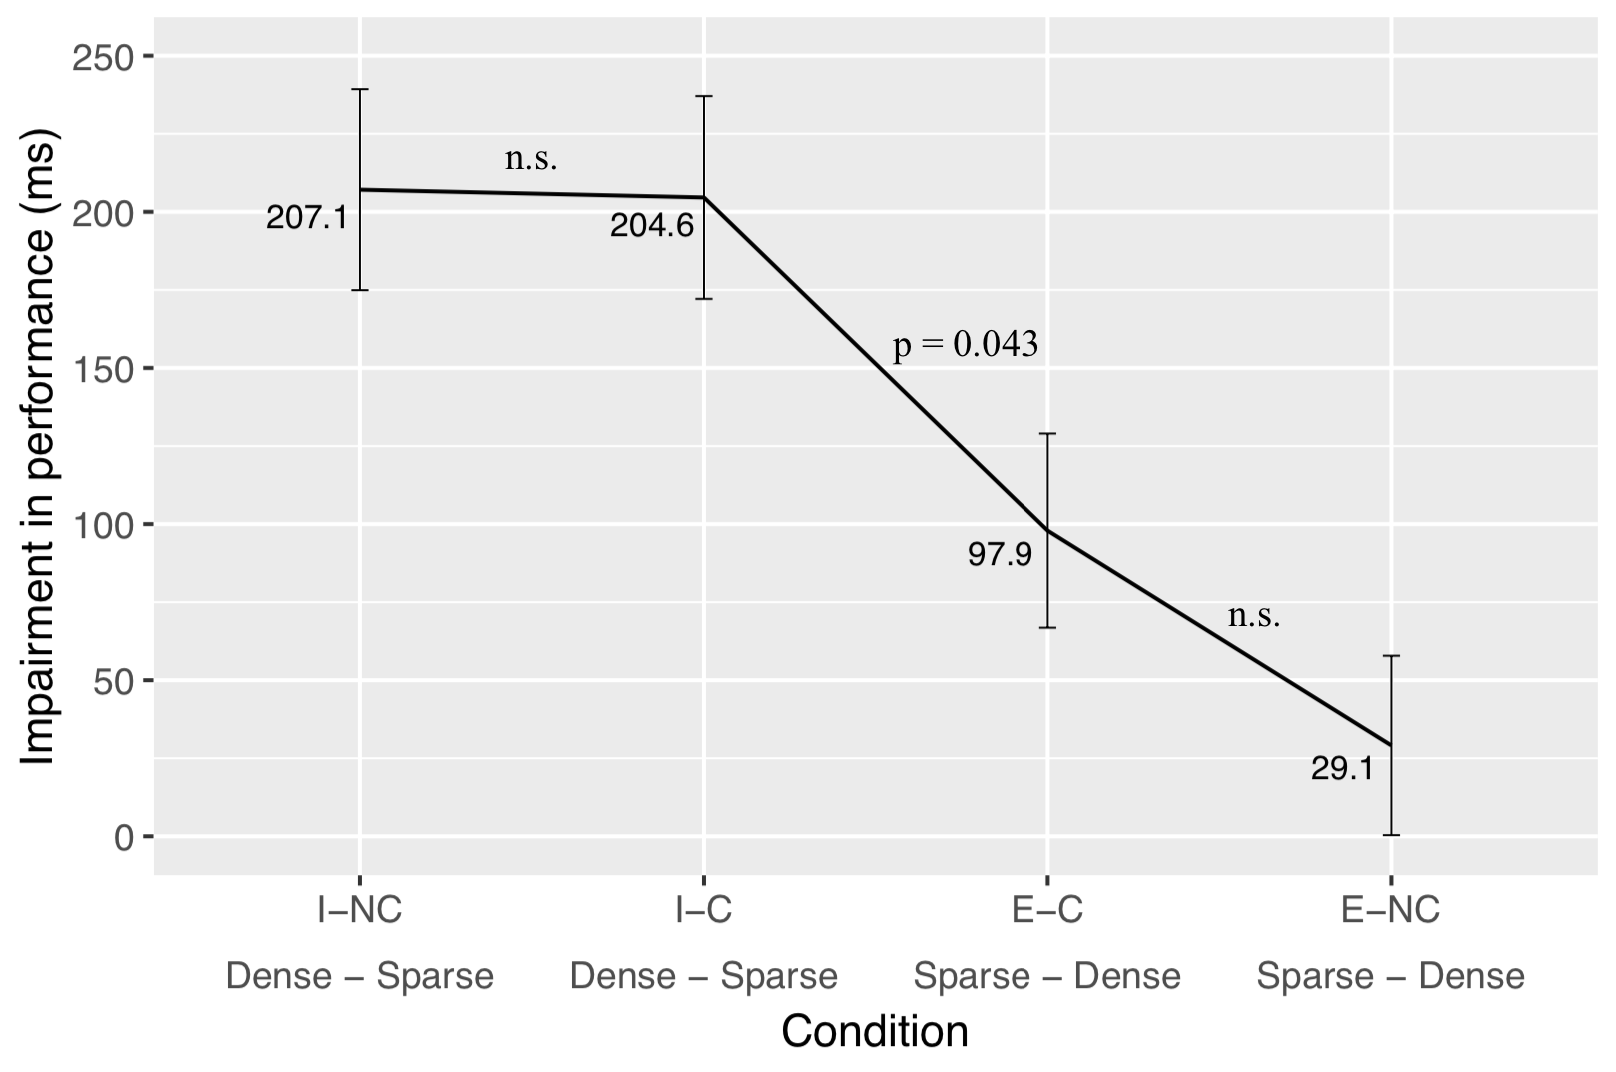 Impairment in performance (ms)
250
200
150
100
50
0
n.s.
207.1
204.6
p = 0.043
97.9
n.s.
29.1
I–NC I–C E–C E–NC
Dense – Sparse Dense – Sparse Sparse – Dense Sparse – Dense
Condition